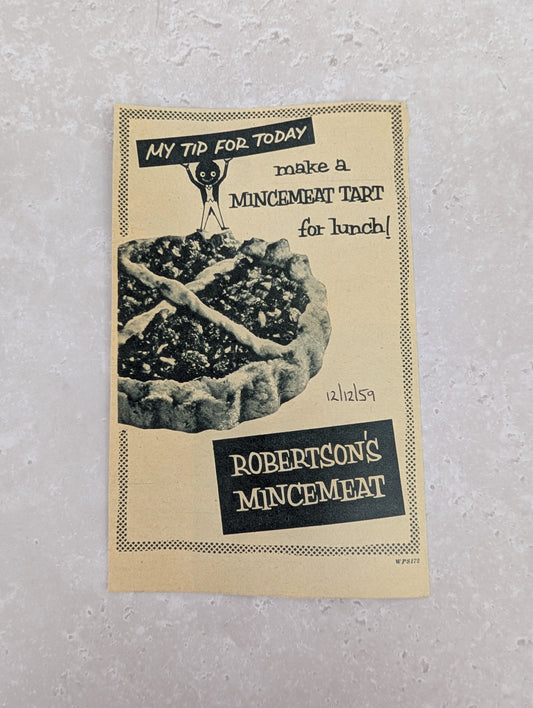 MY TIP FOR TODAY
make a
MINCEMEAT TART
for lunch!
12/12/59
ROBERTSON'S
MINCEMEAT
WPS172